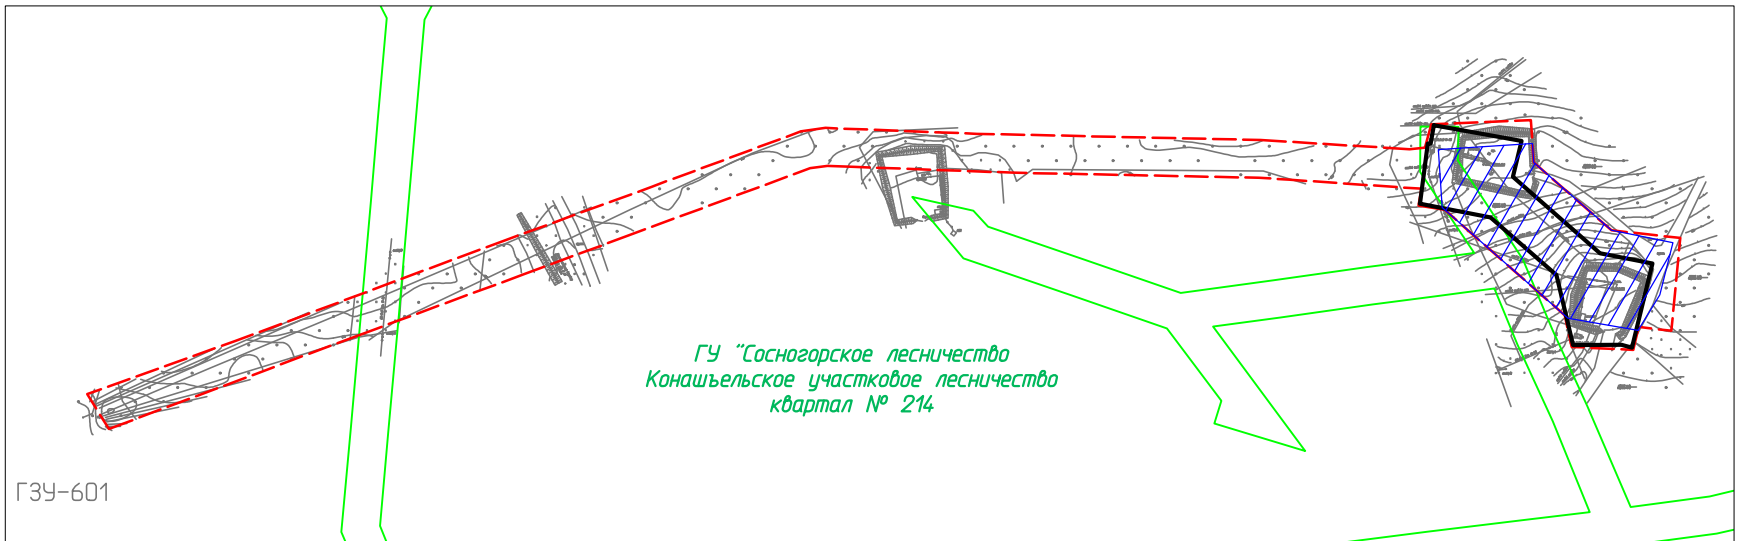 ГУ "Сосногорское лесничество
Конашъельское участковое лесничество
квартал № 214
ГЗУ-601